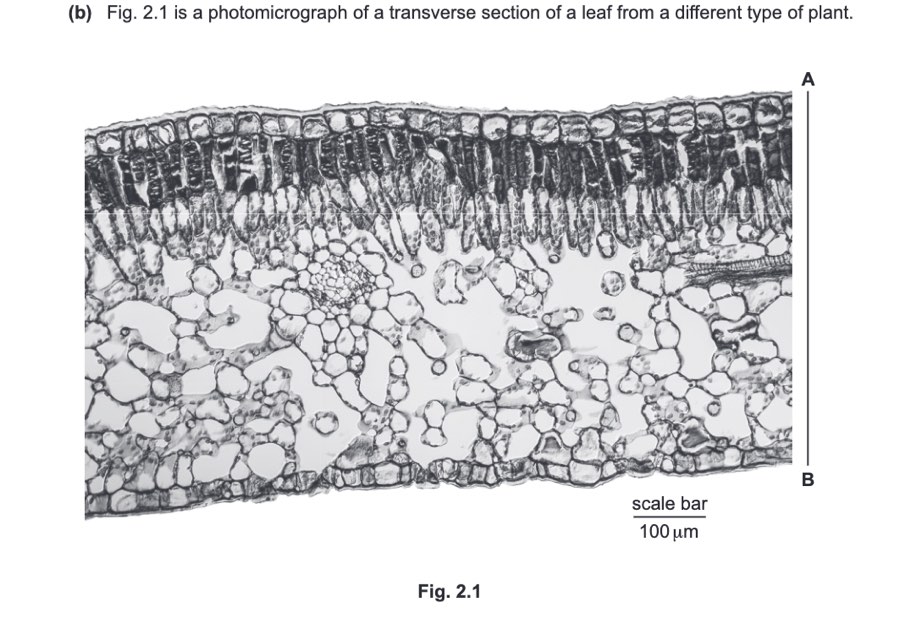 (b) Fig. 2.1 is a photomicrograph of a transverse section of a leaf from a different type of plant.
A
B
scale bar
100 µm
Fig. 2.1